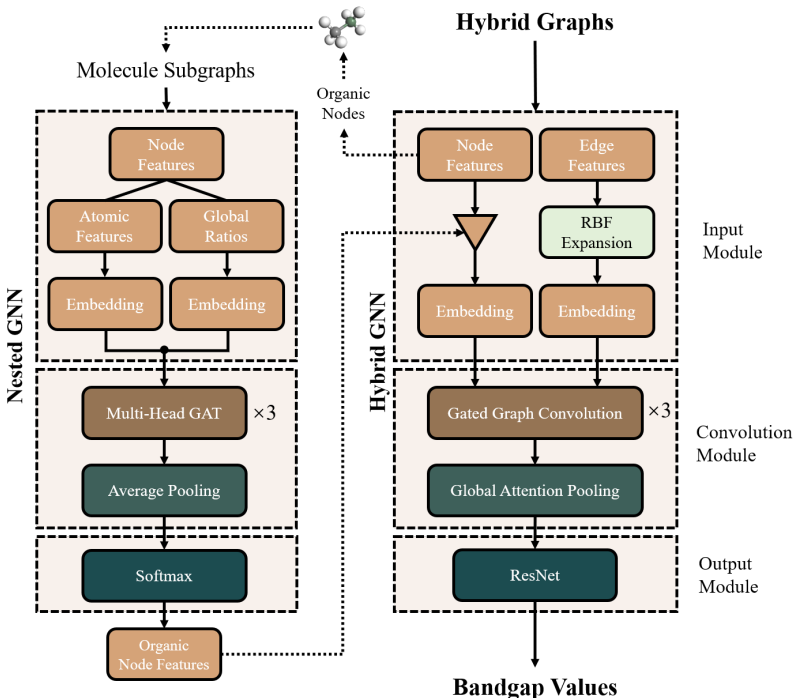 Hybrid Graphs
Molecule Subgraphs
Organic
Nodes
Nested GNN
Node
Features
Atomic
Features
Global
Ratios
Embedding
Embedding
Multi-Head GAT
×3
Average Pooling
Softmax
Organic
Node Features
Hybrid GNN
Node
Features
Edge
Features
RBF
Expansion
Embedding
Embedding
Gated Graph Convolution
×3
Global Attention Pooling
ResNet
Bandgap Values
Input
Module
Convolution
Module
Output
Module